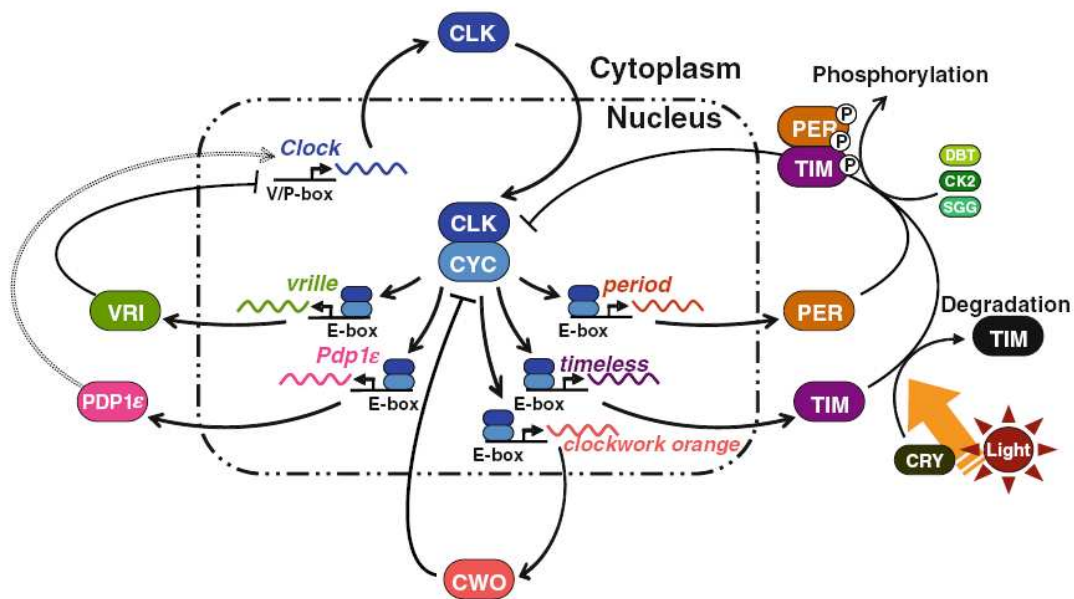 CLK
Cytoplasm
Nucleus
Phosphorylation
PER
P
P
TIM
P
DBT
CK2
SGG
Clock
V/P-box
CLK
CYC
vrille
E-box
period
E-box
VRI
PER
Degradation
TIM
Pdp1ε
E-box
timeless
E-box
PDP1ε
TIM
clockwork orange
E-box
CRY
Light
CWO